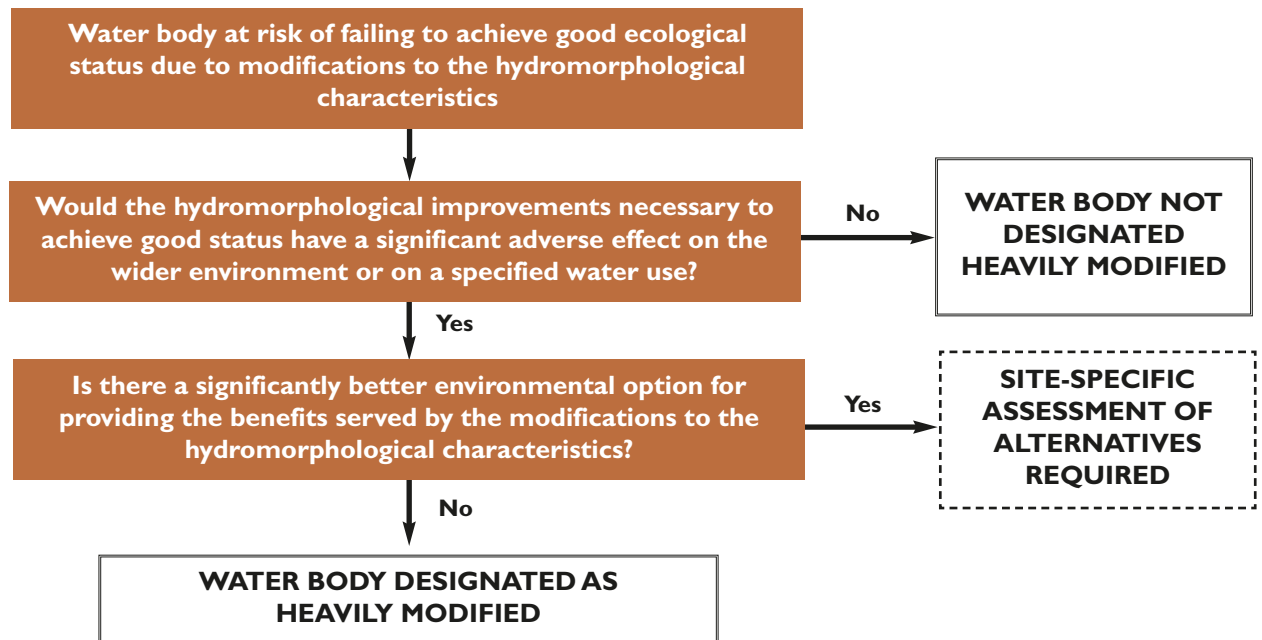 Water body at risk of failing to achieve good ecological
status due to modifications to the hydromorphological
characteristics
Would the hydromorphological improvements necessary to
achieve good status have a significant adverse effect on the
wider environment or on a specified water use?
No
WATER BODY NOT
DESIGNATED
HEAVILY MODIFIED
Yes
Is there a significantly better environmental option for
providing the benefits served by the modifications to the
hydromorphological characteristics?
Yes
SITE-SPECIFIC
ASSESSMENT OF
ALTERNATIVES
REQUIRED
No
WATER BODY DESIGNATED AS
HEAVILY MODIFIED